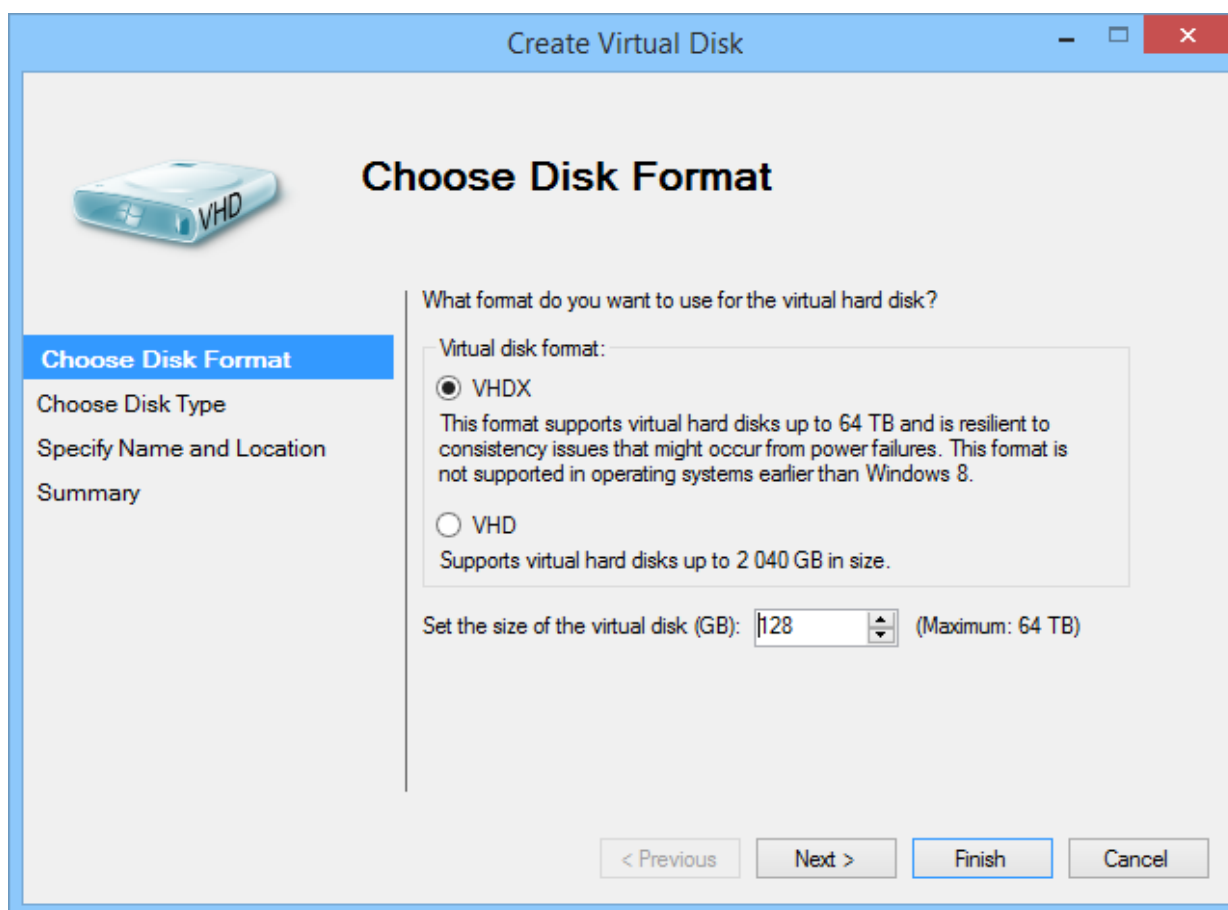 Create Virtual Disk
VHD
Choose Disk Format
Choose Disk Format
Choose Disk Type
Specify Name and Location
Summary
What format do you want to use for the virtual hard disk?
Virtual disk format:
VHDX
This format supports virtual hard disks up to 64 TB and is resilient to
consistency issues that might occur from power failures. This format is
not supported in operating systems earlier than Windows 8.
VHD
Supports virtual hard disks up to 2 040 GB in size.
Set the size of the virtual disk (GB): 128 (Maximum: 64 TB)
< Previous Next > Finish Cancel